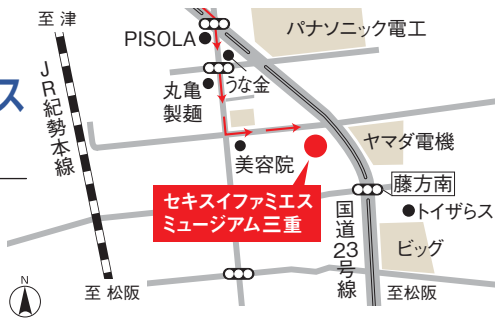 至 津
パナソニック電工
PISOLA
うな金
丸亀
製麺
ス
JR紀勢本線
ヤマダ電機
美容院
藤方南
セキスイファミエス
ミュージアム三重
トイザらス
国道23号線
ビッグ
N
至 松阪
至松阪